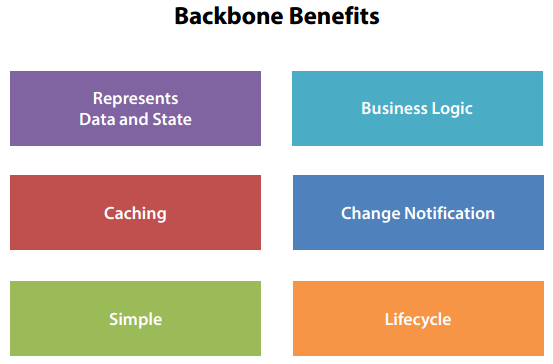 Backbone Benefits
Represents
Data and State
Business Logic
Caching
Change Notification
Simple
Lifecycle